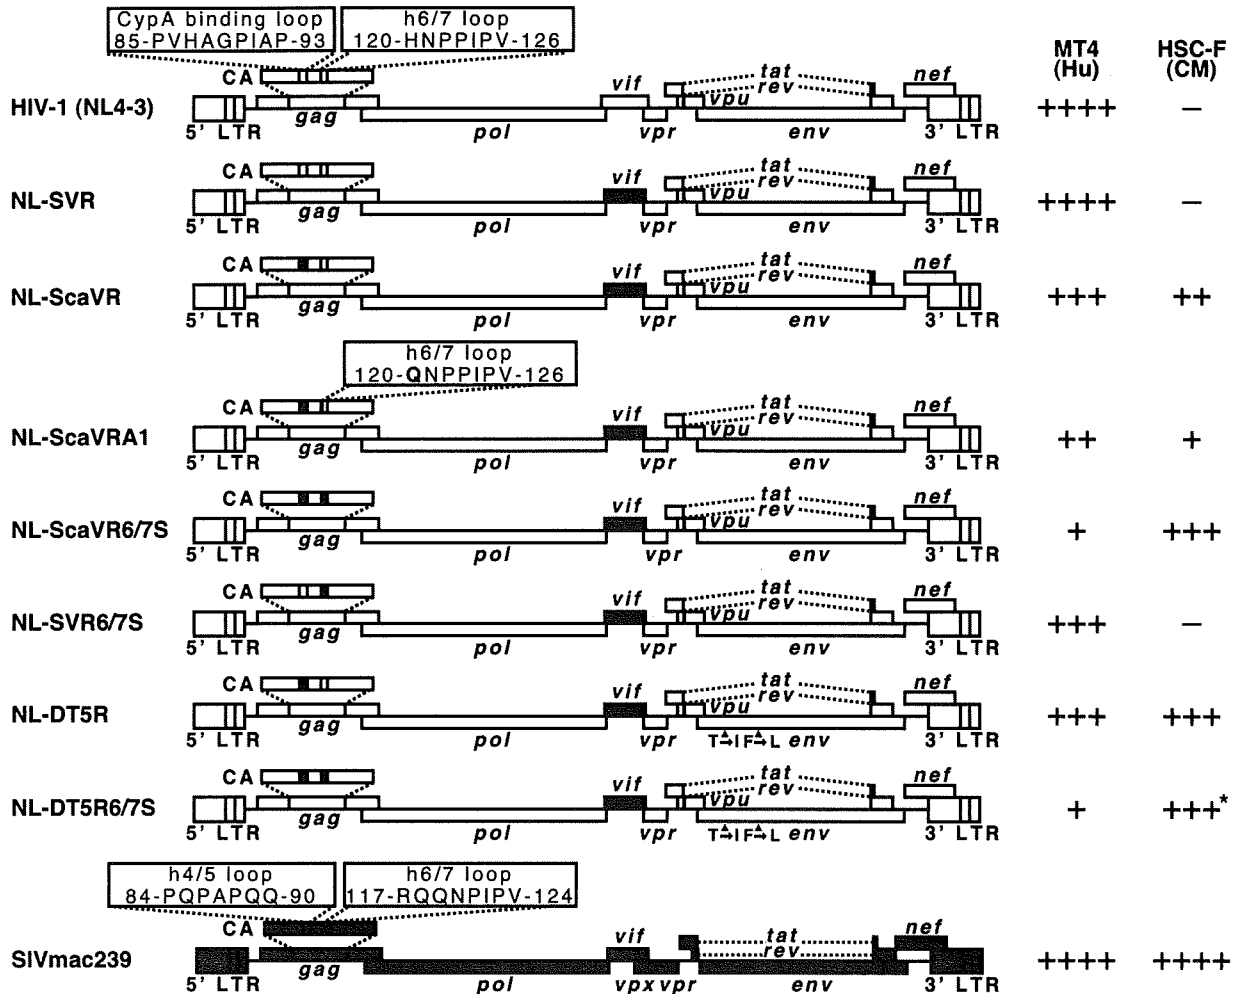 CypA binding loop
85-PVHAGPIAP-93
h6/7 loop
120-HNPPIPV-126
MT4
(Hu)
HSC-F
(CM)
HIV-1 (NL4-3)
CA
5' LTR
gag
pol
vif
vpr
vpu
tat
rev
env
nef
3' LTR
++++
−
NL-SVR
CA
5' LTR
gag
pol
vif
vpr
vpu
tat
rev
env
nef
3' LTR
++++
−
NL-ScaVR
CA
5' LTR
gag
pol
vif
vpr
vpu
tat
rev
env
nef
3' LTR
+++
++
h6/7 loop
120-QNPPIPV-126
NL-ScaVRA1
CA
5' LTR
gag
pol
vif
vpr
vpu
tat
rev
env
nef
3' LTR
++
+
NL-ScaVR6/7S
CA
5' LTR
gag
pol
vif
vpr
vpu
tat
rev
env
nef
3' LTR
+
+++
NL-SVR6/7S
CA
5' LTR
gag
pol
vif
vpr
vpu
tat
rev
env
nef
3' LTR
+++
−
NL-DT5R
CA
5' LTR
gag
pol
vif
vpr
vpu
tat
rev
T→I F→L env
nef
3' LTR
+++
+++
NL-DT5R6/7S
CA
5' LTR
gag
pol
vif
vpr
vpu
tat
rev
T→I F→L env
nef
3' LTR
+
+++*
h4/5 loop
84-PQPAPQQ-90
h6/7 loop
117-RQQNPIPV-124
SIVmac239
CA
5' LTR
gag
pol
vif
vpx vpr
tat
rev
env
nef
3' LTR
++++
++++